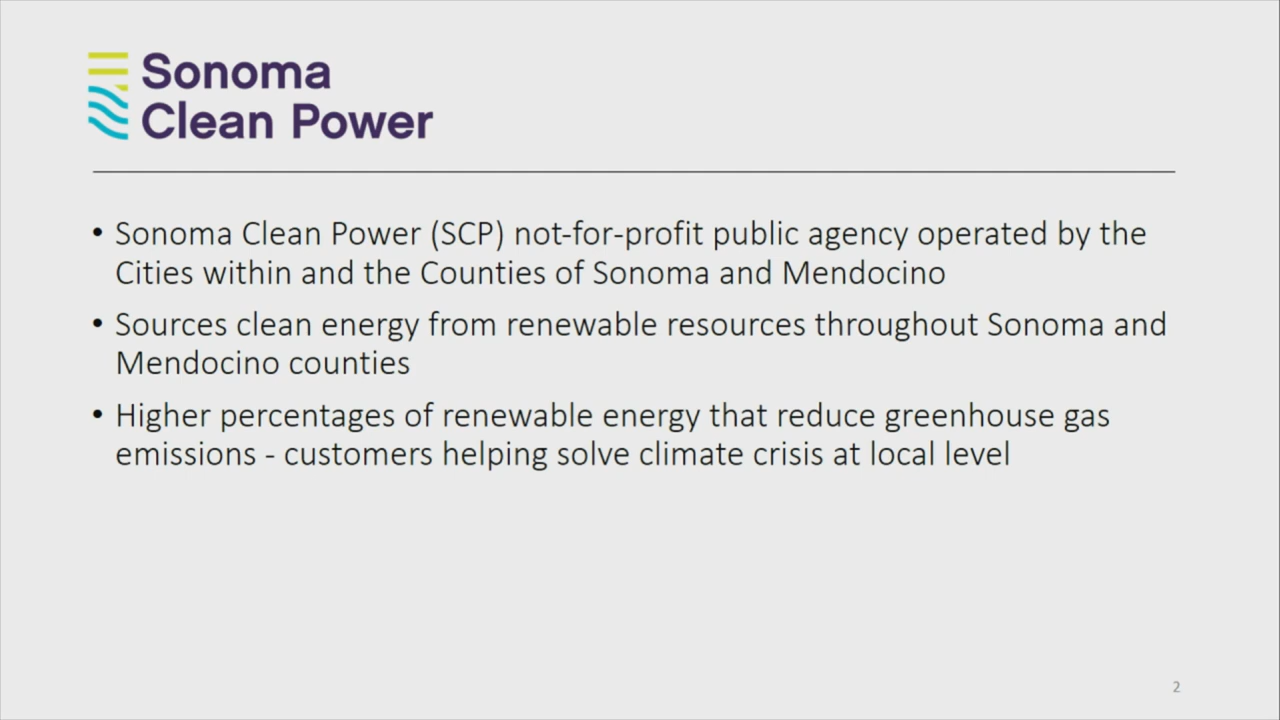 Sonoma
Clean Power
• Sonoma Clean Power (SCP) not-for-profit public agency operated by the
Cities within and the Counties of Sonoma and Mendocino
• Sources clean energy from renewable resources throughout Sonoma and
Mendocino counties
• Higher percentages of renewable energy that reduce greenhouse gas
emissions - customers helping solve climate crisis at local level
2